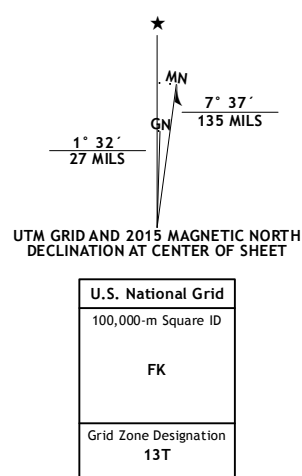 ★
MN
7° 37´
135 MILS
GN
1° 32´
27 MILS
UTM GRID AND 2015 MAGNETIC NORTH
DECLINATION AT CENTER OF SHEET
U.S. National Grid
100,000-m Square ID
FK
Grid Zone Designation
13T